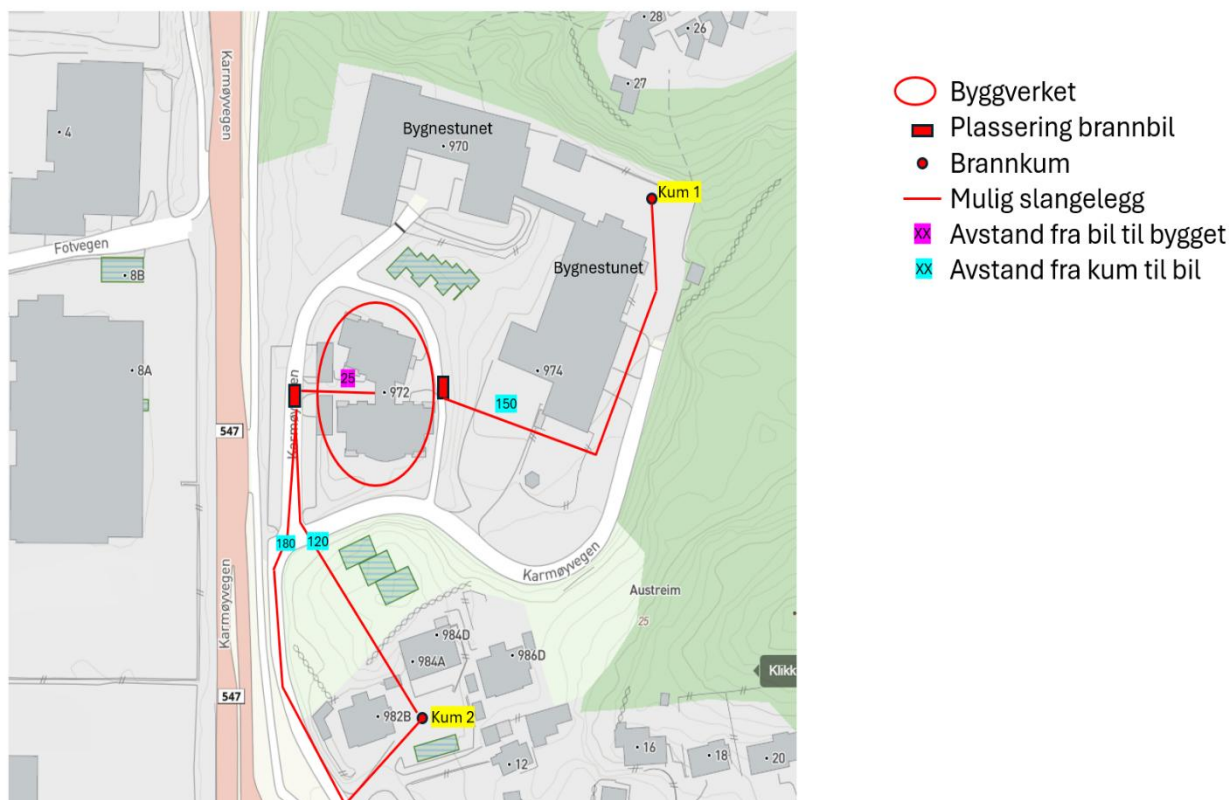 28
26
27
Karmøyvegen
4
Bygnestunet
970
Kum 1
Fotvegen
8B
Bygnestunet
8A
974
25
972
150
Karmøyvegen
547
180
120
Karmøyvegen
Karmøyvegen
Austreim
25
984D
984A
986D
Klikk
547
982B
Kum 2
12
16
18
20
Byggverket
Plassering brannbil
Brannkum
Mulig slangelegg
XX Avstand fra bil til bygget
XX Avstand fra kum til bil